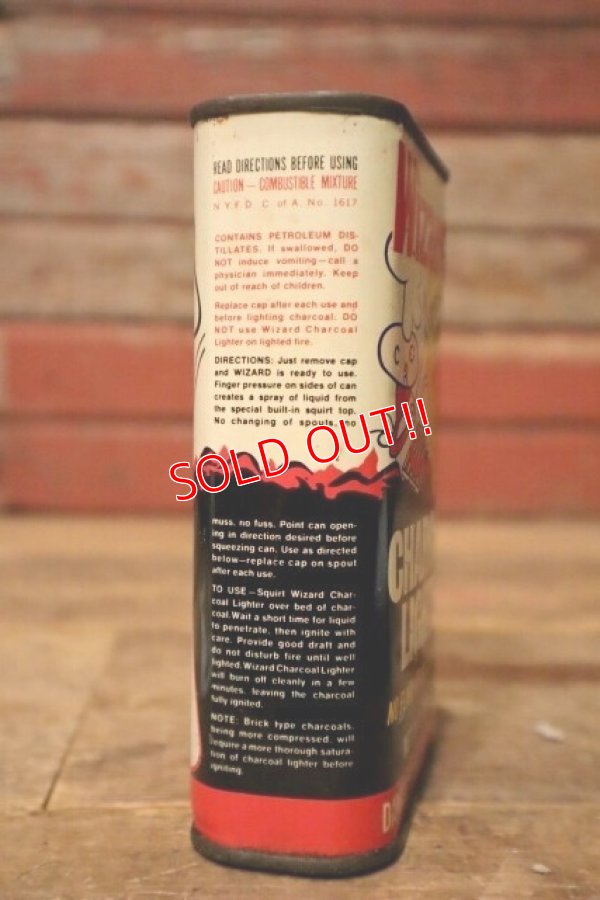 READ DIRECTIONS BEFORE USING
CAUTION — COMBUSTIBLE MIXTURE
N.Y.F.D. C. of A. No. 1617
CONTAINS PETROLEUM DIS-
TILLATES. If swallowed, DO
NOT induce vomiting—call a
physician immediately. Keep
out of reach of children.
Replace cap after each use and
before lighting charcoal. DO
NOT use Wizard Charcoal
Lighter on lighted fire.
DIRECTIONS: Just remove cap
and WIZARD is ready to use.
Finger pressure on sides of can
creates a spray of liquid from
the special built-in squirt top.
No changing of spouts, no
SOLD OUT!!
muss, no fuss. Point can open-
ing in direction desired before
squeezing can. Use as directed
below—replace cap on spout
after each use.
TO USE—Squirt Wizard Char-
coal Lighter over bed of char-
coal. Wait a short time for liquid
to penetrate, then ignite with
care. Provide good draft and
do not disturb fire until well
lighted. Wizard Charcoal Lighter
will burn off cleanly in a few
minutes, leaving the charcoal
fully ignited.
NOTE: Brick type charcoals,
being more compressed, will
require a more thorough satura-
tion of charcoal lighter before
igniting.